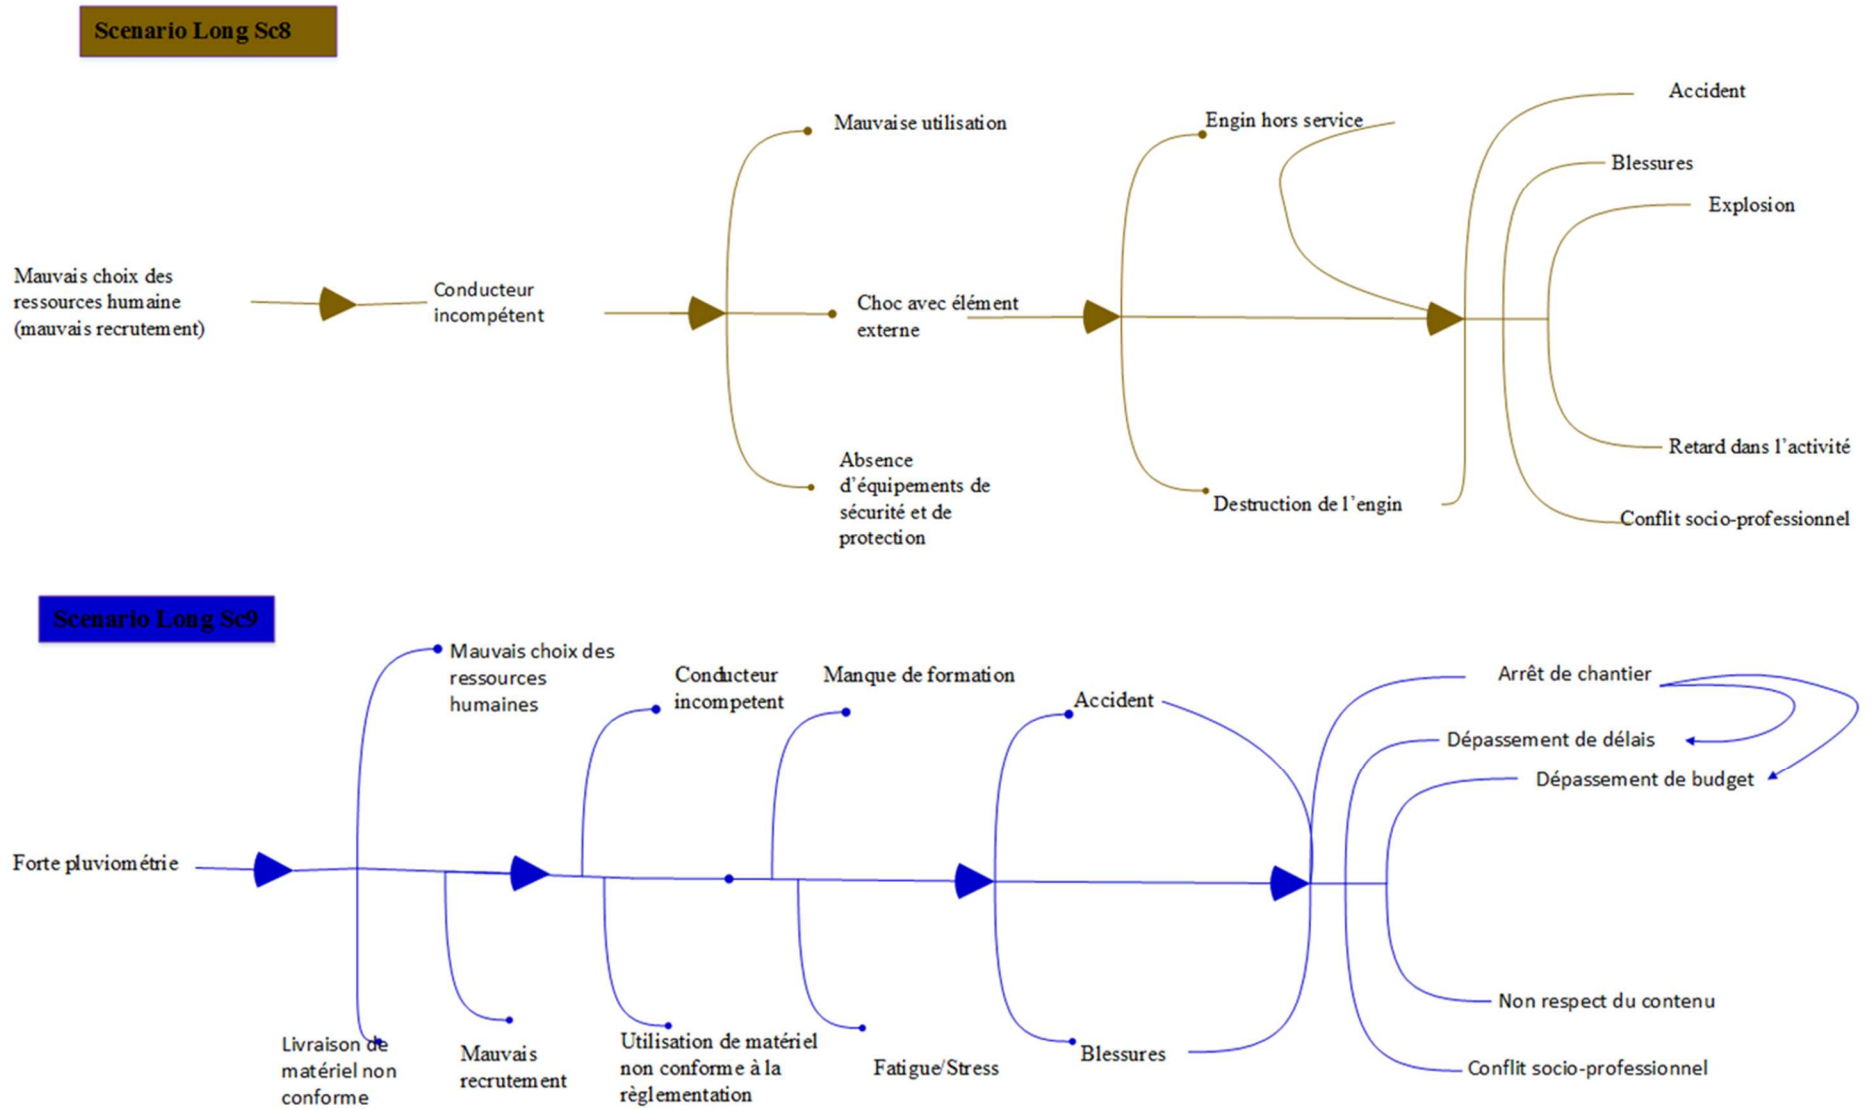 Scenario Long Sc8
Mauvais choix des
ressources humaine
(mauvais recrutement)
Conducteur
incompétent
Mauvaise utilisation
Choc avec élément
externe
Absence
d’équipements de
sécurité et de
protection
Engin hors service
Destruction de l’engin
Accident
Blessures
Explosion
Retard dans l’activité
Conflit socio-professionnel
Scenario Long Sc9
Forte pluviométrie
Mauvais choix des
ressources
humaines
Livraison de
matériel non
conforme
Mauvais
recrutement
Conducteur
incompetent
Utilisation de matériel
non conforme à la
règlementation
Manque de formation
Fatigue/Stress
Accident
Blessures
Arrêt de chantier
Dépassement de délais
Dépassement de budget
Non respect du contenu
Conflit socio-professionnel